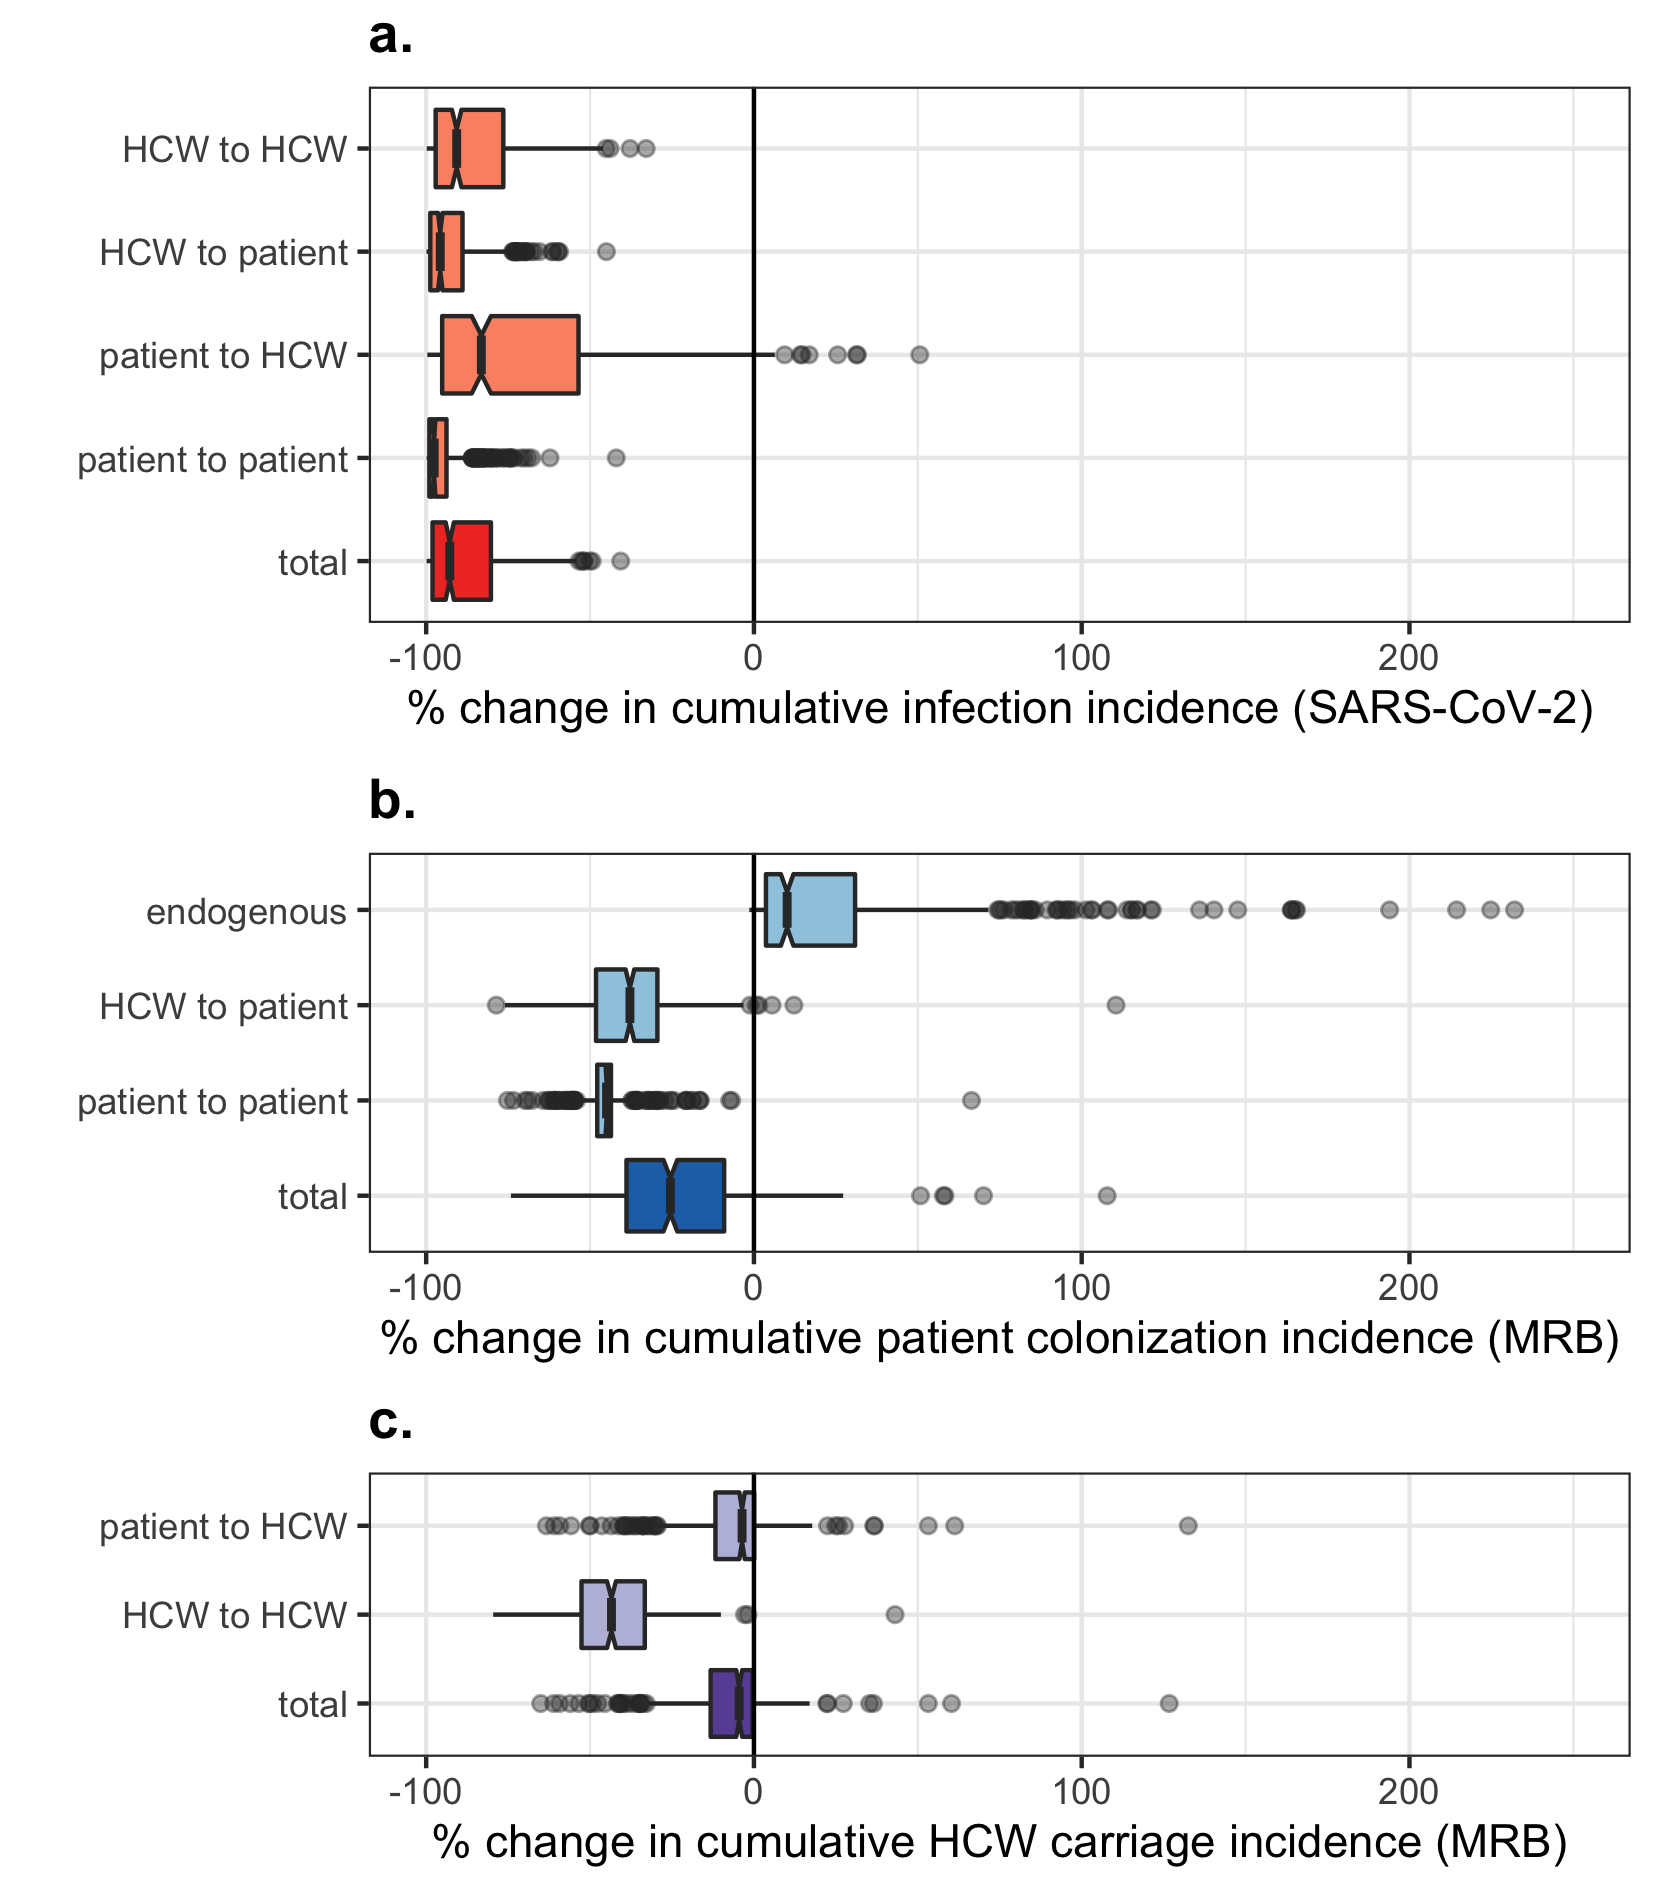 a.
HCW to HCW
HCW to patient
patient to HCW
patient to patient
total
-100 0 100 200
% change in cumulative infection incidence (SARS-CoV-2)
b.
endogenous
HCW to patient
patient to patient
total
-100 0 100 200
% change in cumulative patient colonization incidence (MRB)
c.
patient to HCW
HCW to HCW
total
-100 0 100 200
% change in cumulative HCW carriage incidence (MRB)